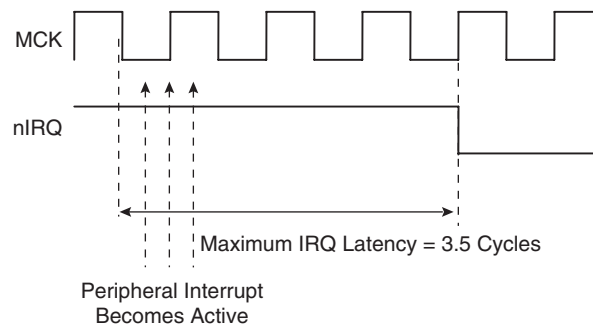 MCK
nIRQ
Maximum IRQ Latency = 3.5 Cycles
Peripheral Interrupt
Becomes Active